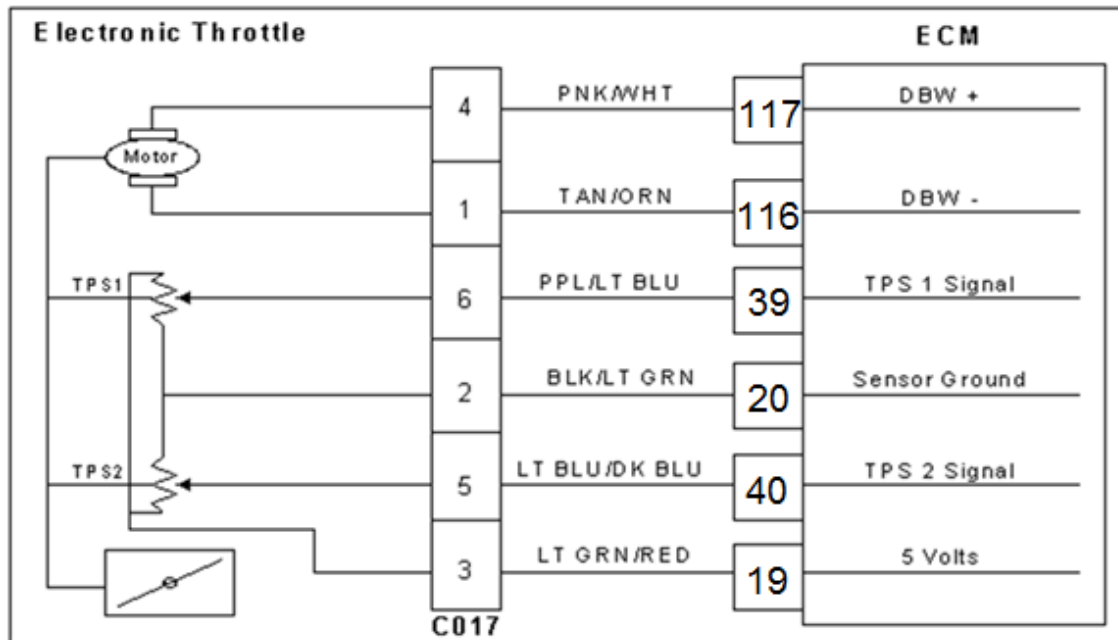 Electronic Throttle
ECM
4 PNK/WHT 117 DBW +
Motor
1 TAN/ORN 116 DBW -
TPS1 6 PPL/LT BLU 39 TPS 1 Signal
2 BLK/LT GRN 20 Sensor Ground
TPS2 5 LT BLU/DK BLU 40 TPS 2 Signal
3 LT GRN/RED 19 5 Volts
C017